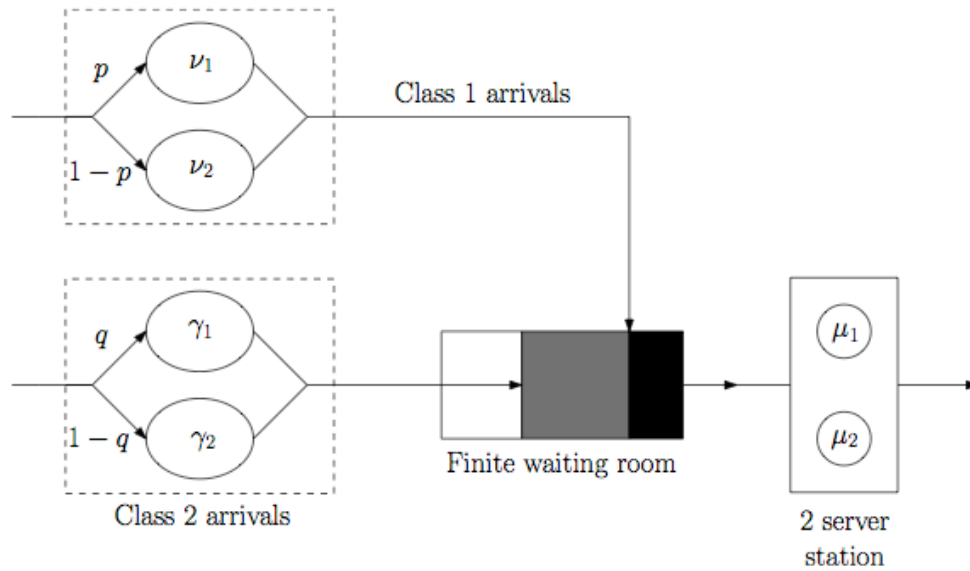 p
ν₁
1 − p
ν₂
Class 1 arrivals
q
γ₁
1 − q
γ₂
Class 2 arrivals
Finite waiting room
μ₁
μ₂
2 server
station